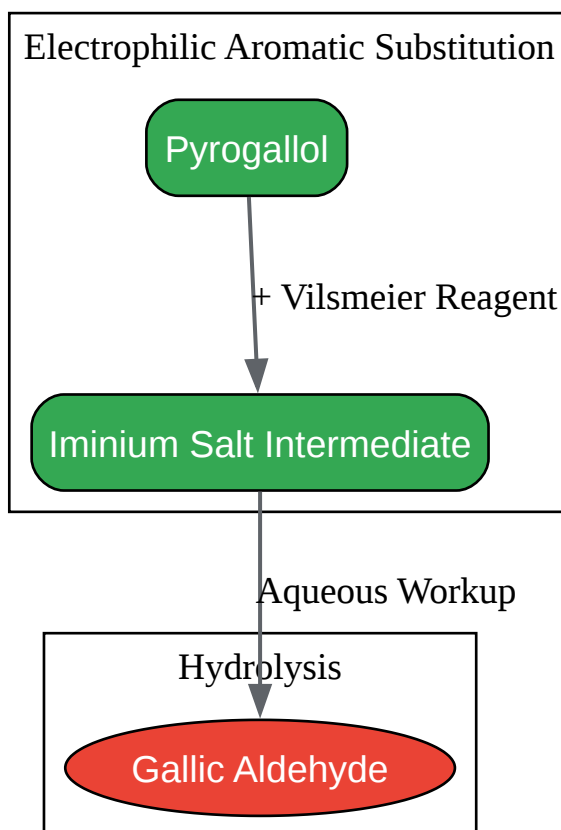 Electrophilic Aromatic Substitution
Pyrogallol
+ Vilsmeier Reagent
Iminium Salt Intermediate
Aqueous Workup
Hydrolysis
Gallic Aldehyde